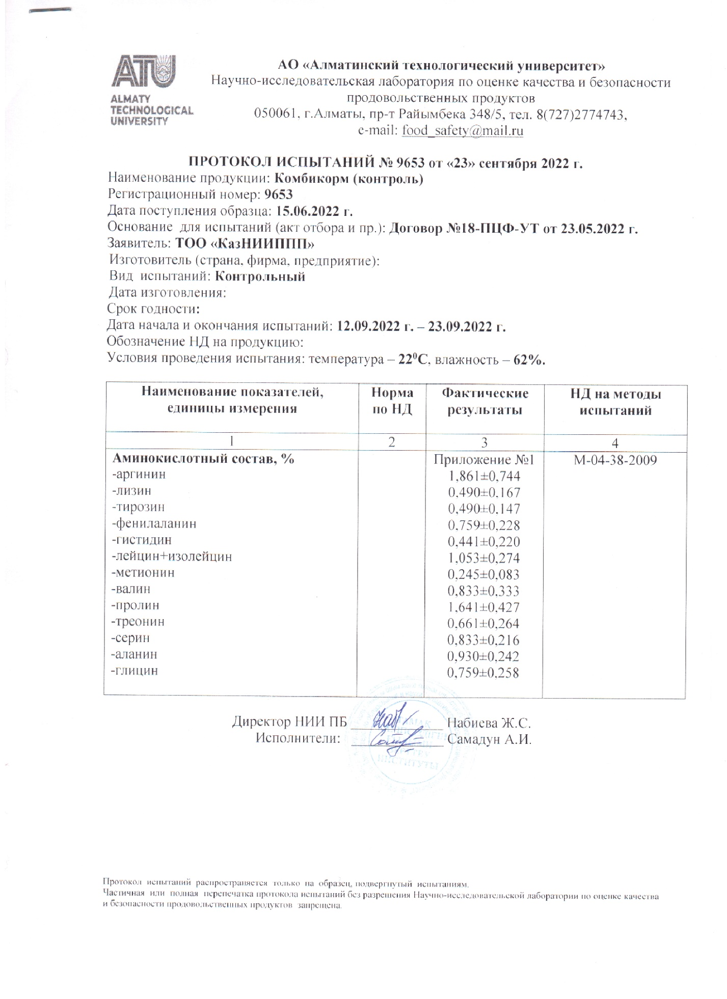 ATU
ALMATY
TECHNOLOGICAL
UNIVERSITY
АО «Алматинский технологический университет»
Научно-исследовательская лаборатория по оценке качества и безопасности
продовольственных продуктов
050061, г.Алматы, пр-т Райымбека 348/5, тел. 8(727)2774743,
e-mail: food_safety@mail.ru
ПРОТОКОЛ ИСПЫТАНИЙ № 9653 от «23» сентября 2022 г.
Наименование продукции: Комбикорм (контроль)
Регистрационный номер: 9653
Дата поступления образца: 15.06.2022 г.
Основание для испытаний (акт отбора и пр.): Договор №18-ПЦФ-УТ от 23.05.2022 г.
Заявитель: ТОО «КазНИИППП»
Изготовитель (страна, фирма, предприятие):
Вид испытаний: Контрольный
Дата изготовления:
Срок годности:
Дата начала и окончания испытаний: 12.09.2022 г. – 23.09.2022 г.
Обозначение НД на продукцию:
Условия проведения испытания: температура – 22⁰С, влажность – 62%.
Наименование показателей, Норма Фактические НД на методы
единицы измерения по НД результаты испытаний
1 2 3 4
Аминокислотный состав, % Приложение №1 М-04-38-2009
-аргинин 1,861±0,744
-лизин 0,490±0,167
-тирозин 0,490±0,147
-фенилаланин 0,759±0,228
-гистидин 0,441±0,220
-лейцин+изолейцин 1,053±0,274
-метионин 0,245±0,083
-валин 0,833±0,333
-пролин 1,641±0,427
-треонин 0,661±0,264
-серин 0,833±0,216
-аланин 0,930±0,242
-глицин 0,759±0,258
Директор НИИ ПБ Набиева Ж.С.
Исполнители: Самадун А.И.
ИНСТИТУТЫ
Протокол испытаний распространяется только на образец, подвергнутый испытаниям.
Частичная или полная перепечатка протокола испытаний без разрешения Научно-исследовательской лаборатории по оценке качества
и безопасности продовольственных продуктов запрещена.